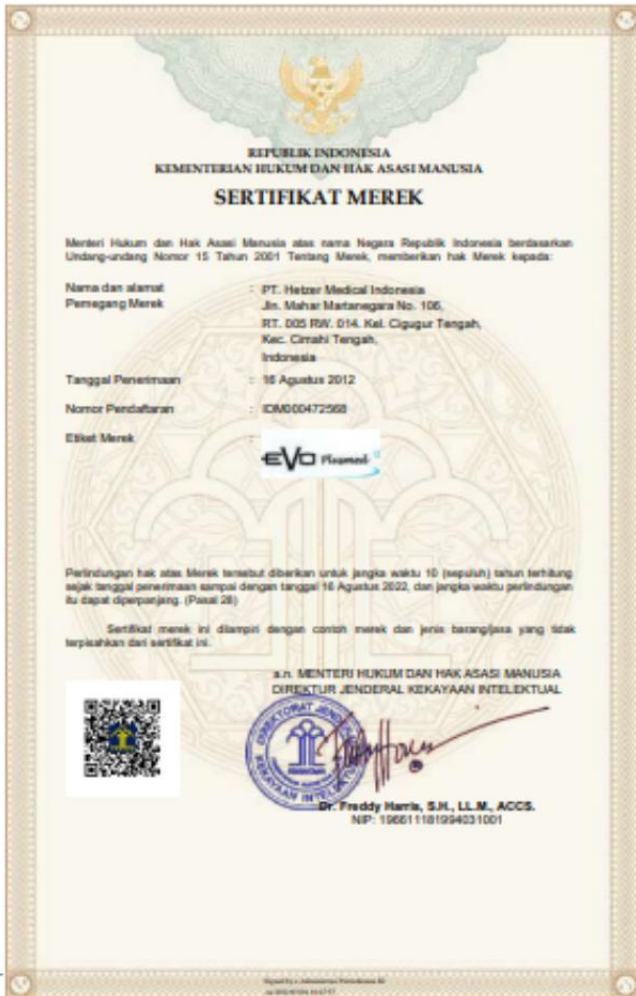 REPUBLIK INDONESIA
KEMENTERIAN HUKUM DAN HAK ASASI MANUSIA
SERTIFIKAT MEREK
Menteri Hukum dan Hak Asasi Manusia atas nama Negara Republik Indonesia berdasarkan
Undang-undang Nomor 15 Tahun 2001 Tentang Merek, memberikan hak Merek kepada:
Nama dan alamat : PT. Hetzer Medical Indonesia
Pemegang Merek Jln. Mahar Martanegara No. 106,
RT. 005 RW. 014. Kel. Cigugur Tengah,
Kec. Cimahi Tengah,
Indonesia
Tanggal Penerimaan : 16 Agustus 2012
Nomor Pendaftaran : IDM000472568
Etiket Merek :
EVO Plusmed
Perlindungan hak atas Merek tersebut diberikan untuk jangka waktu 10 (sepuluh) tahun terhitung
sejak tanggal penerimaan sampai dengan tanggal 16 Agustus 2022, dan jangka waktu perlindungan
itu dapat diperpanjang. (Pasal 28)
Sertifikat merek ini dilampiri dengan contoh merek dan jenis barang/jasa yang tidak
terpisahkan dari sertifikat ini.
a.n. MENTERI HUKUM DAN HAK ASASI MANUSIA
DIREKTUR JENDERAL KEKAYAAN INTELEKTUAL
Dr. Freddy Harris, S.H., LL.M., ACCS.
NIP: 196611181994031001